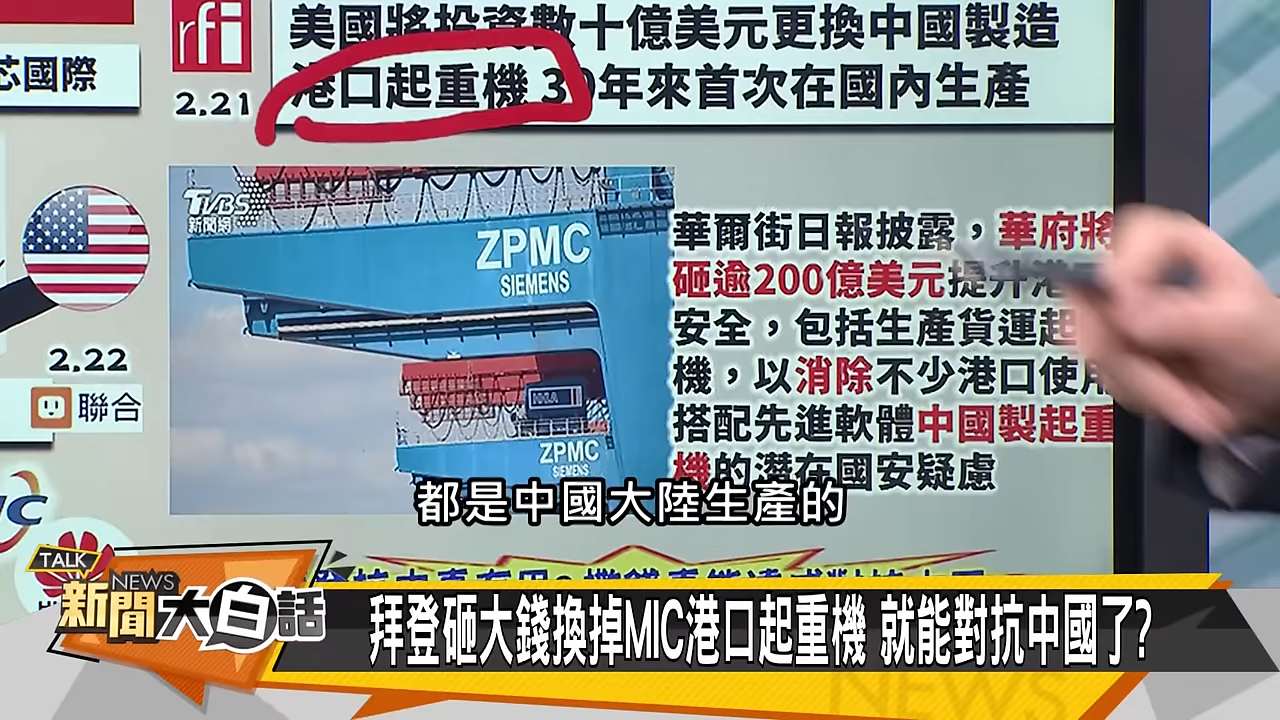 rfi
美國將投資數十億美元更換中國製造
芯國際
港口起重機 30年來首次在國內生產
2.21
TVBS
新聞網
ZPMC
SIEMENS
華爾街日報披露，華府將
砸逾200億美元提升港
安全，包括生產貨運起
機，以消除不少港口使用
搭配先進軟體中國製起重
機的潛在國安疑慮
2.22
聯合
ZPMC
SIEMENS
都是中國大陸生產的
TALK
NEWS
新聞大白話
拜登砸大錢換掉MIC港口起重機 就能對抗中國了?
NEWS